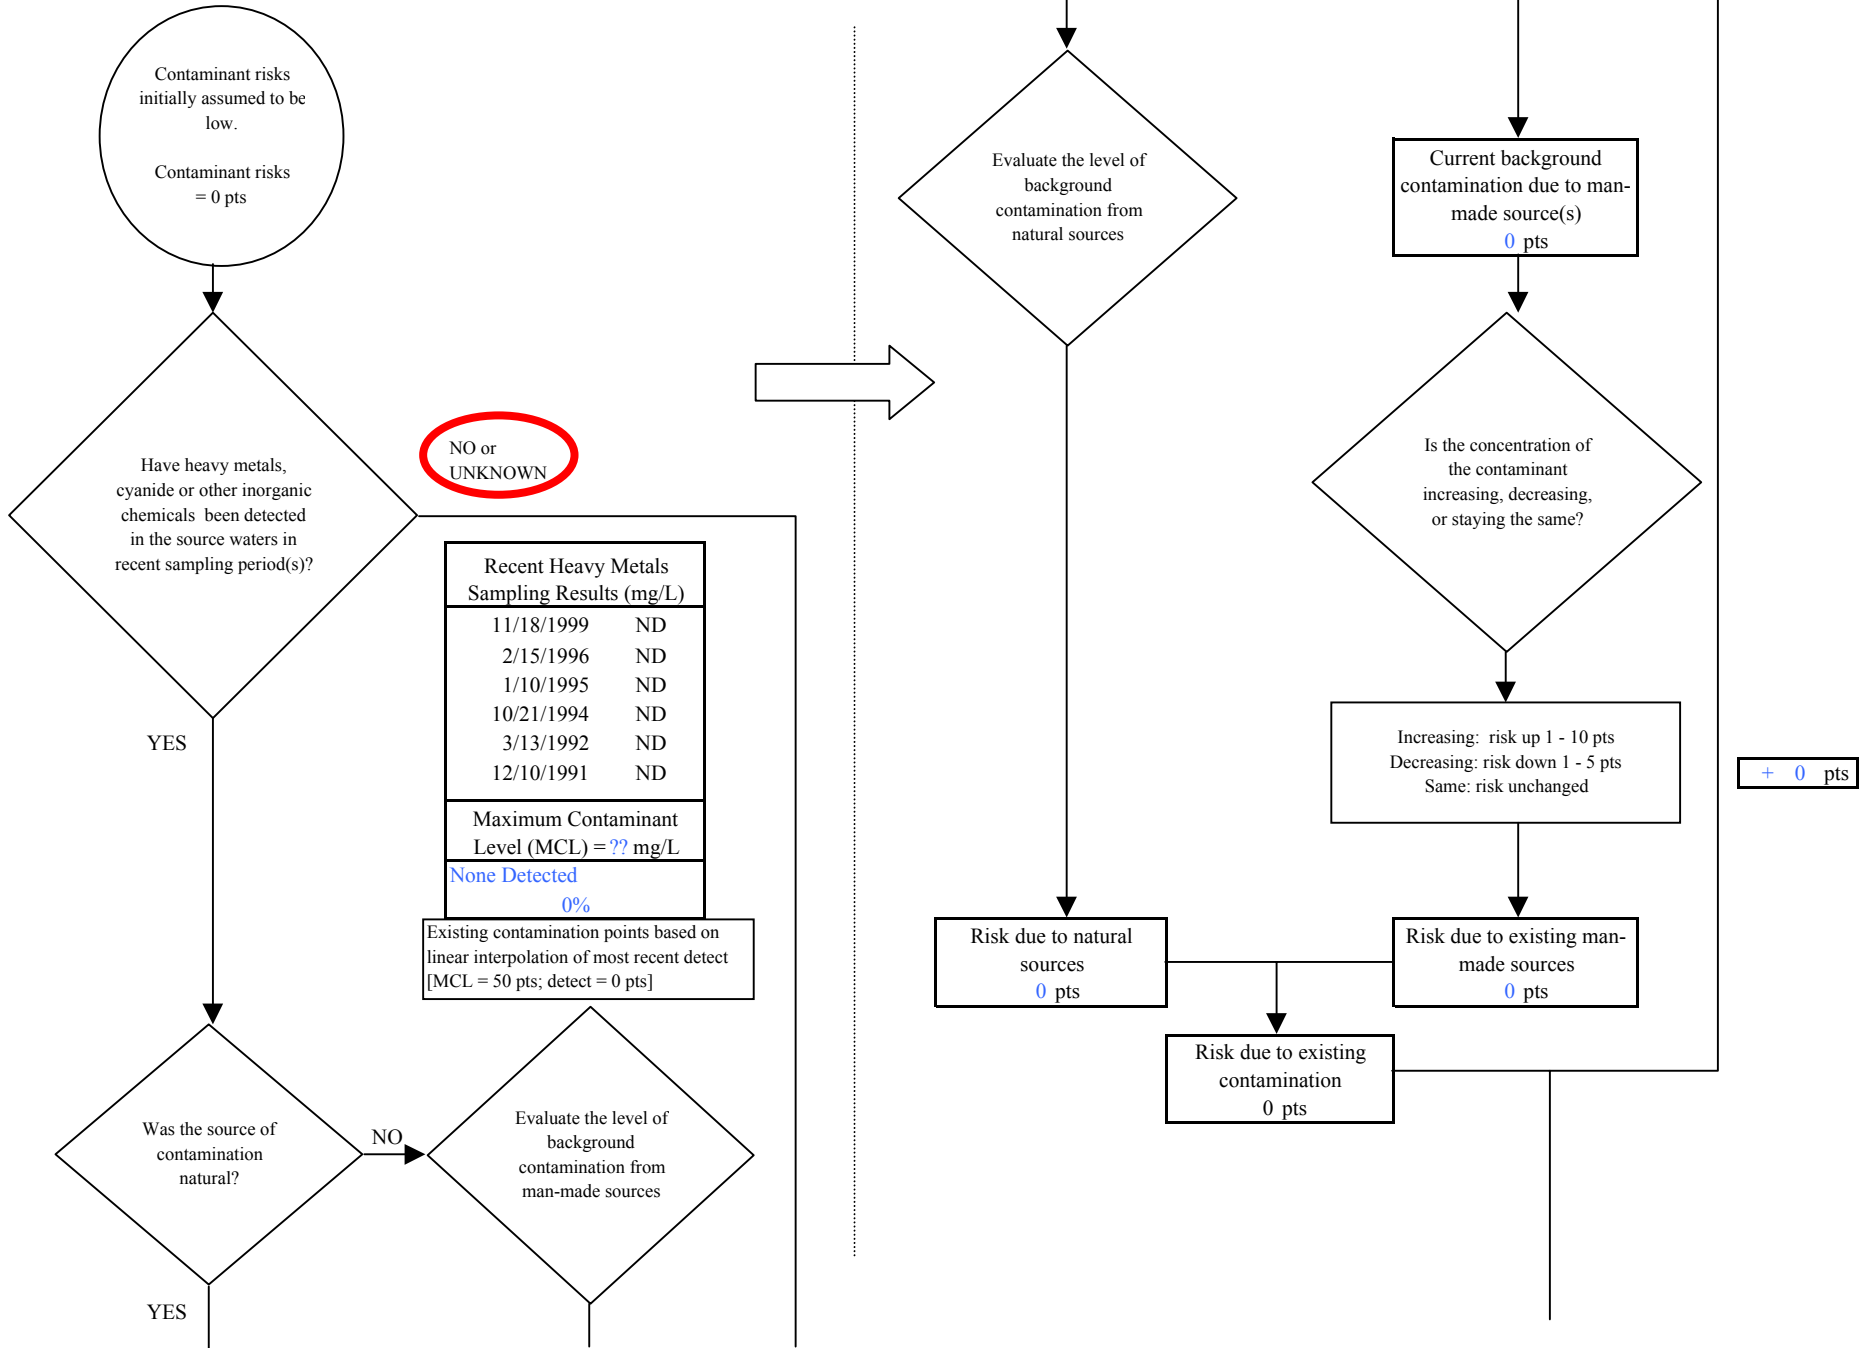 Contaminant risks
initially assumed to be
low.
Contaminant risks
= 0 pts
Have heavy metals,
cyanide or other inorganic
chemicals been detected
in the source waters in
recent sampling period(s)?
NO or
UNKNOWN
YES
Recent Heavy Metals
Sampling Results (mg/L)
11/18/1999 ND
2/15/1996 ND
1/10/1995 ND
10/21/1994 ND
3/13/1992 ND
12/10/1991 ND
Maximum Contaminant
Level (MCL) = ?? mg/L
None Detected
0%
Existing contamination points based on
linear interpolation of most recent detect
[MCL = 50 pts; detect = 0 pts]
Was the source of
contamination
natural?
NO
YES
Evaluate the level of
background
contamination from
man-made sources
Evaluate the level of
background
contamination from
natural sources
Current background
contamination due to man-
made source(s)
0 pts
Is the concentration of
the contaminant
increasing, decreasing,
or staying the same?
Increasing: risk up 1 - 10 pts
Decreasing: risk down 1 - 5 pts
Same: risk unchanged
+ 0 pts
Risk due to natural
sources
0 pts
Risk due to existing man-
made sources
0 pts
Risk due to existing
contamination
0 pts